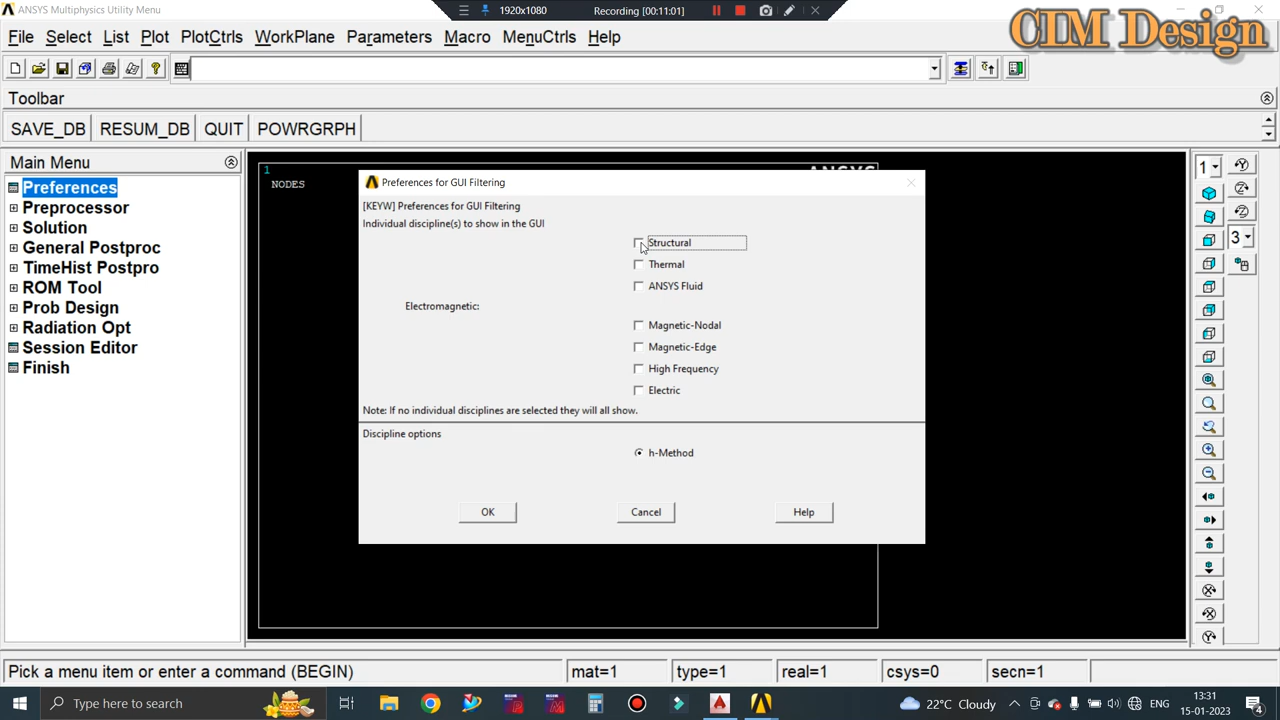 ANSYS Multiphysics Utility Menu
1920x1080
Recording [00:11:01]
CIM Design
File Select List Plot PlotCtrls WorkPlane Parameters Macro MenuCtrls Help
Toolbar
SAVE_DB RESUM_DB QUIT POWRGRPH
Main Menu
Preferences
Preprocessor
Solution
General Postproc
TimeHist Postpro
ROM Tool
Prob Design
Radiation Opt
Session Editor
Finish
1
NODES
ANSYS
Preferences for GUI Filtering
[KEYW] Preferences for GUI Filtering
Individual discipline(s) to show in the GUI
Structural
Thermal
ANSYS Fluid
Electromagnetic:
Magnetic-Nodal
Magnetic-Edge
High Frequency
Electric
Note: If no individual disciplines are selected they will all show.
Discipline options
h-Method
OK Cancel Help
1
3
Pick a menu item or enter a command (BEGIN) mat=1 type=1 real=1 csys=0 secn=1
Type here to search
22°C Cloudy
ENG
13:31
15-01-2023
4